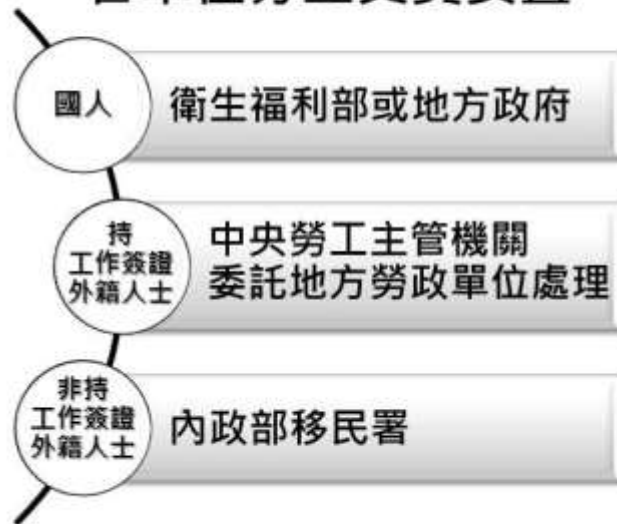 國人
衛生福利部或地方政府
持
工作簽證
外籍人士
中央勞工主管機關
委託地方勞政單位處理
非持
工作簽證
外籍人士
內政部移民署